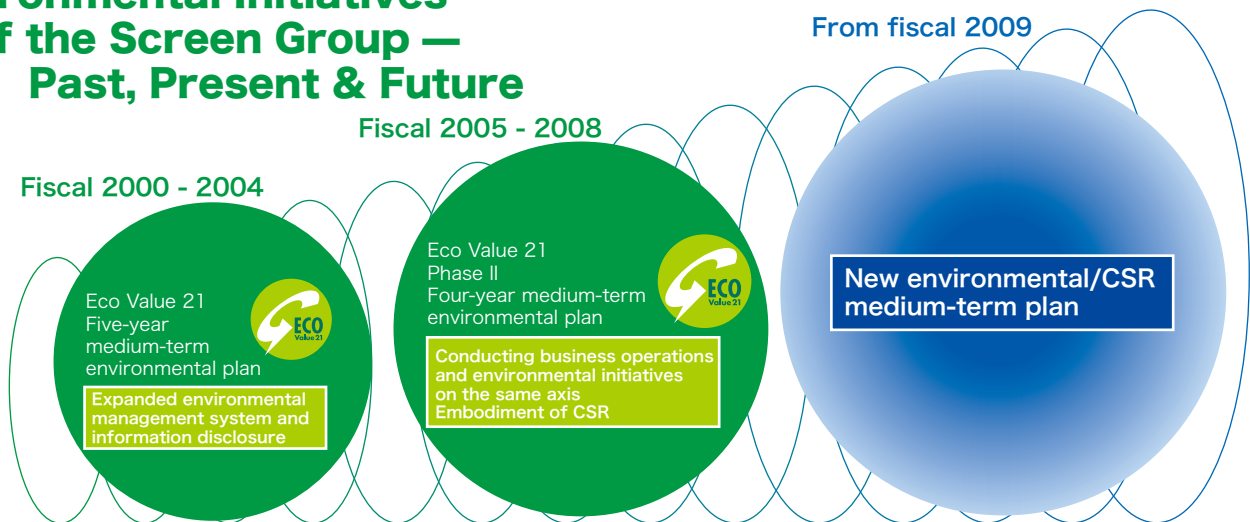 of the Screen Group —
Past, Present & Future
From fiscal 2009
Fiscal 2005 - 2008
Fiscal 2000 - 2004
Eco Value 21
Five-year
medium-term
environmental plan
ECO
Value 21
Expanded environmental
management system and
information disclosure
Eco Value 21
Phase II
Four-year medium-term
environmental plan
ECO
Value 21
Conducting business operations
and environmental initiatives
on the same axis
Embodiment of CSR
New environmental/CSR
medium-term plan